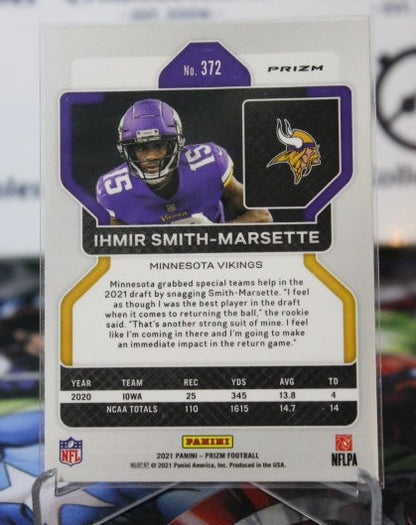 No. 372
PRIZM
15
15
IHMIR SMITH-MARSETTE
MINNESOTA VIKINGS
Minnesota grabbed special teams help in the
2021 draft by snagging Smith-Marsette. "I feel
as though I was the best player in the draft
when it comes to returning the ball," the rookie
said. "That's another strong suit of mine. I feel
like I'm coming in there and I'm going to make
an immediate impact in the return game."
YEAR TEAM REC YDS AVG TD
2020 IOWA 25 345 13.8 4
NCAA TOTALS 110 1615 14.7 14
NFL
PANINI
NFLPA
2021 PANINI – PRIZM FOOTBALL
© 2021 Panini America, Inc. Produced in the USA.